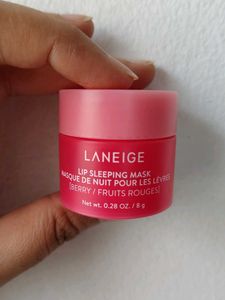 LANEIGE
LIP SLEEPING MASK
MASQUE DE NUIT POUR LES LÈVRES
[BERRY / FRUITS ROUGES]
Net wt. 0.28 OZ. / 8 g